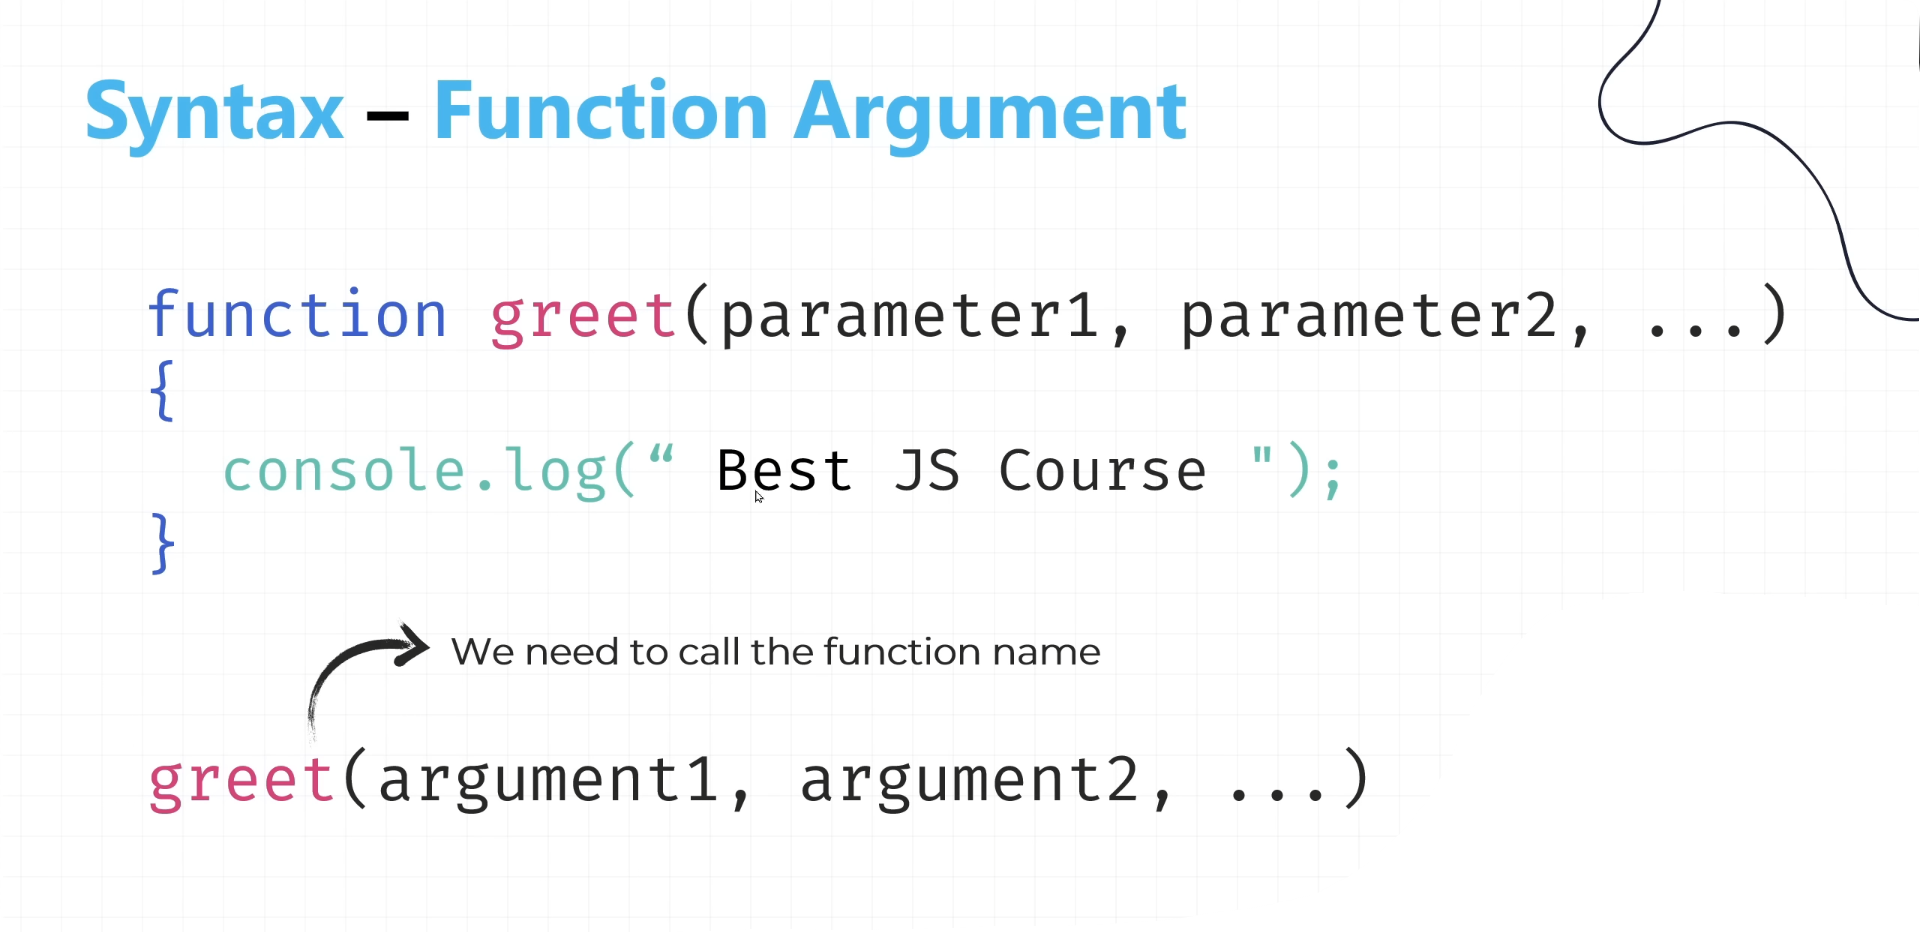 Syntax – Function Argument
function greet(parameter1, parameter2, ...)
{
console.log(“ Best JS Course ");
}
We need to call the function name
greet(argument1, argument2, ...)